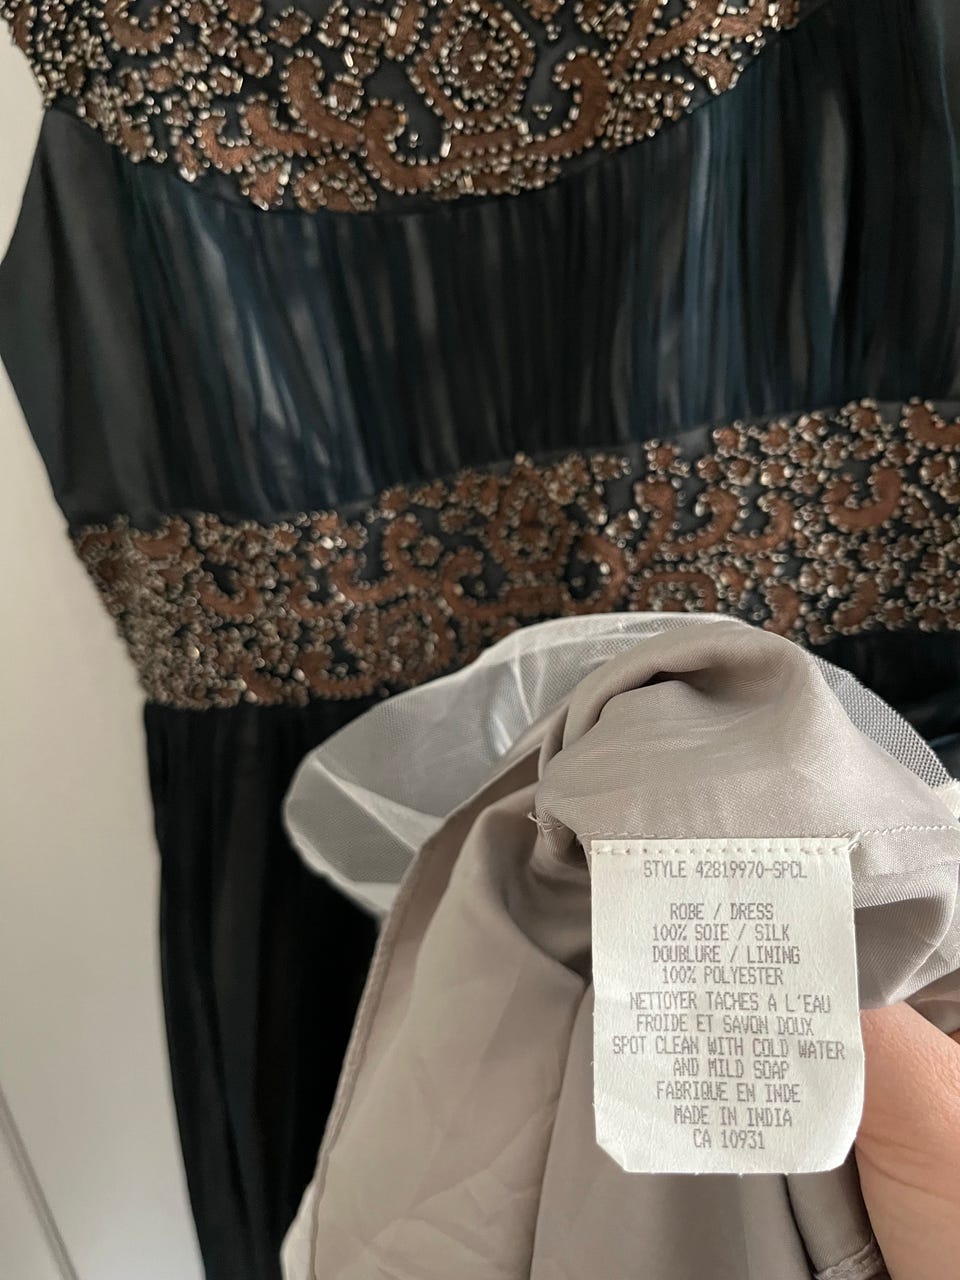 STYLE 42819970-SPCL
ROBE / DRESS
100% SOIE / SILK
DOUBLURE / LINING
100% POLYESTER
NETTOYER TACHES A L'EAU
FROIDE ET SAVON DOUX
SPOT CLEAN WITH COLD WATER
AND MILD SOAP
FABRIQUE EN INDE
MADE IN INDIA
CA 10931